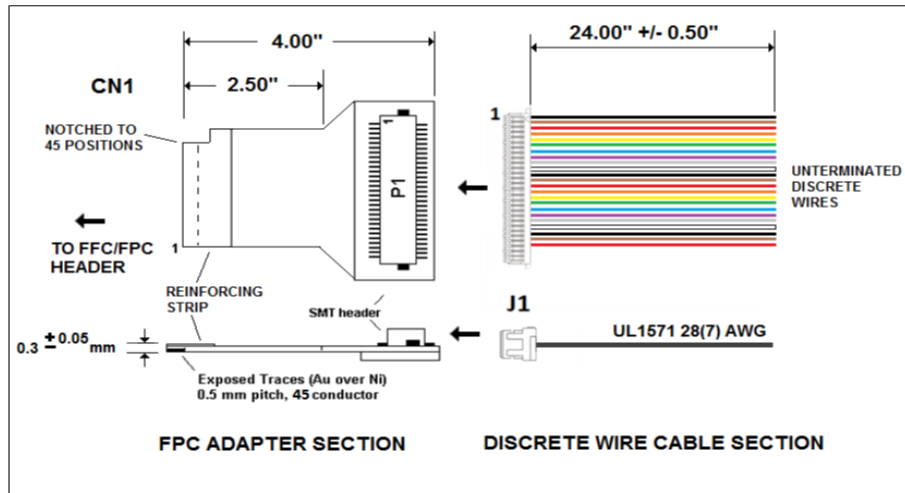 4.00"
24.00" +/- 0.50"
CN1
2.50"
NOTCHED TO
45 POSITIONS
1
P1
1
UNTERMINATED
DISCRETE
WIRES
1
TO FFC/FPC
HEADER
REINFORCING
STRIP
SMT header
J1
UL1571 28(7) AWG
0.3 ± 0.05 mm
Exposed Traces (Au over Ni)
0.5 mm pitch, 45 conductor
FPC ADAPTER SECTION
DISCRETE WIRE CABLE SECTION